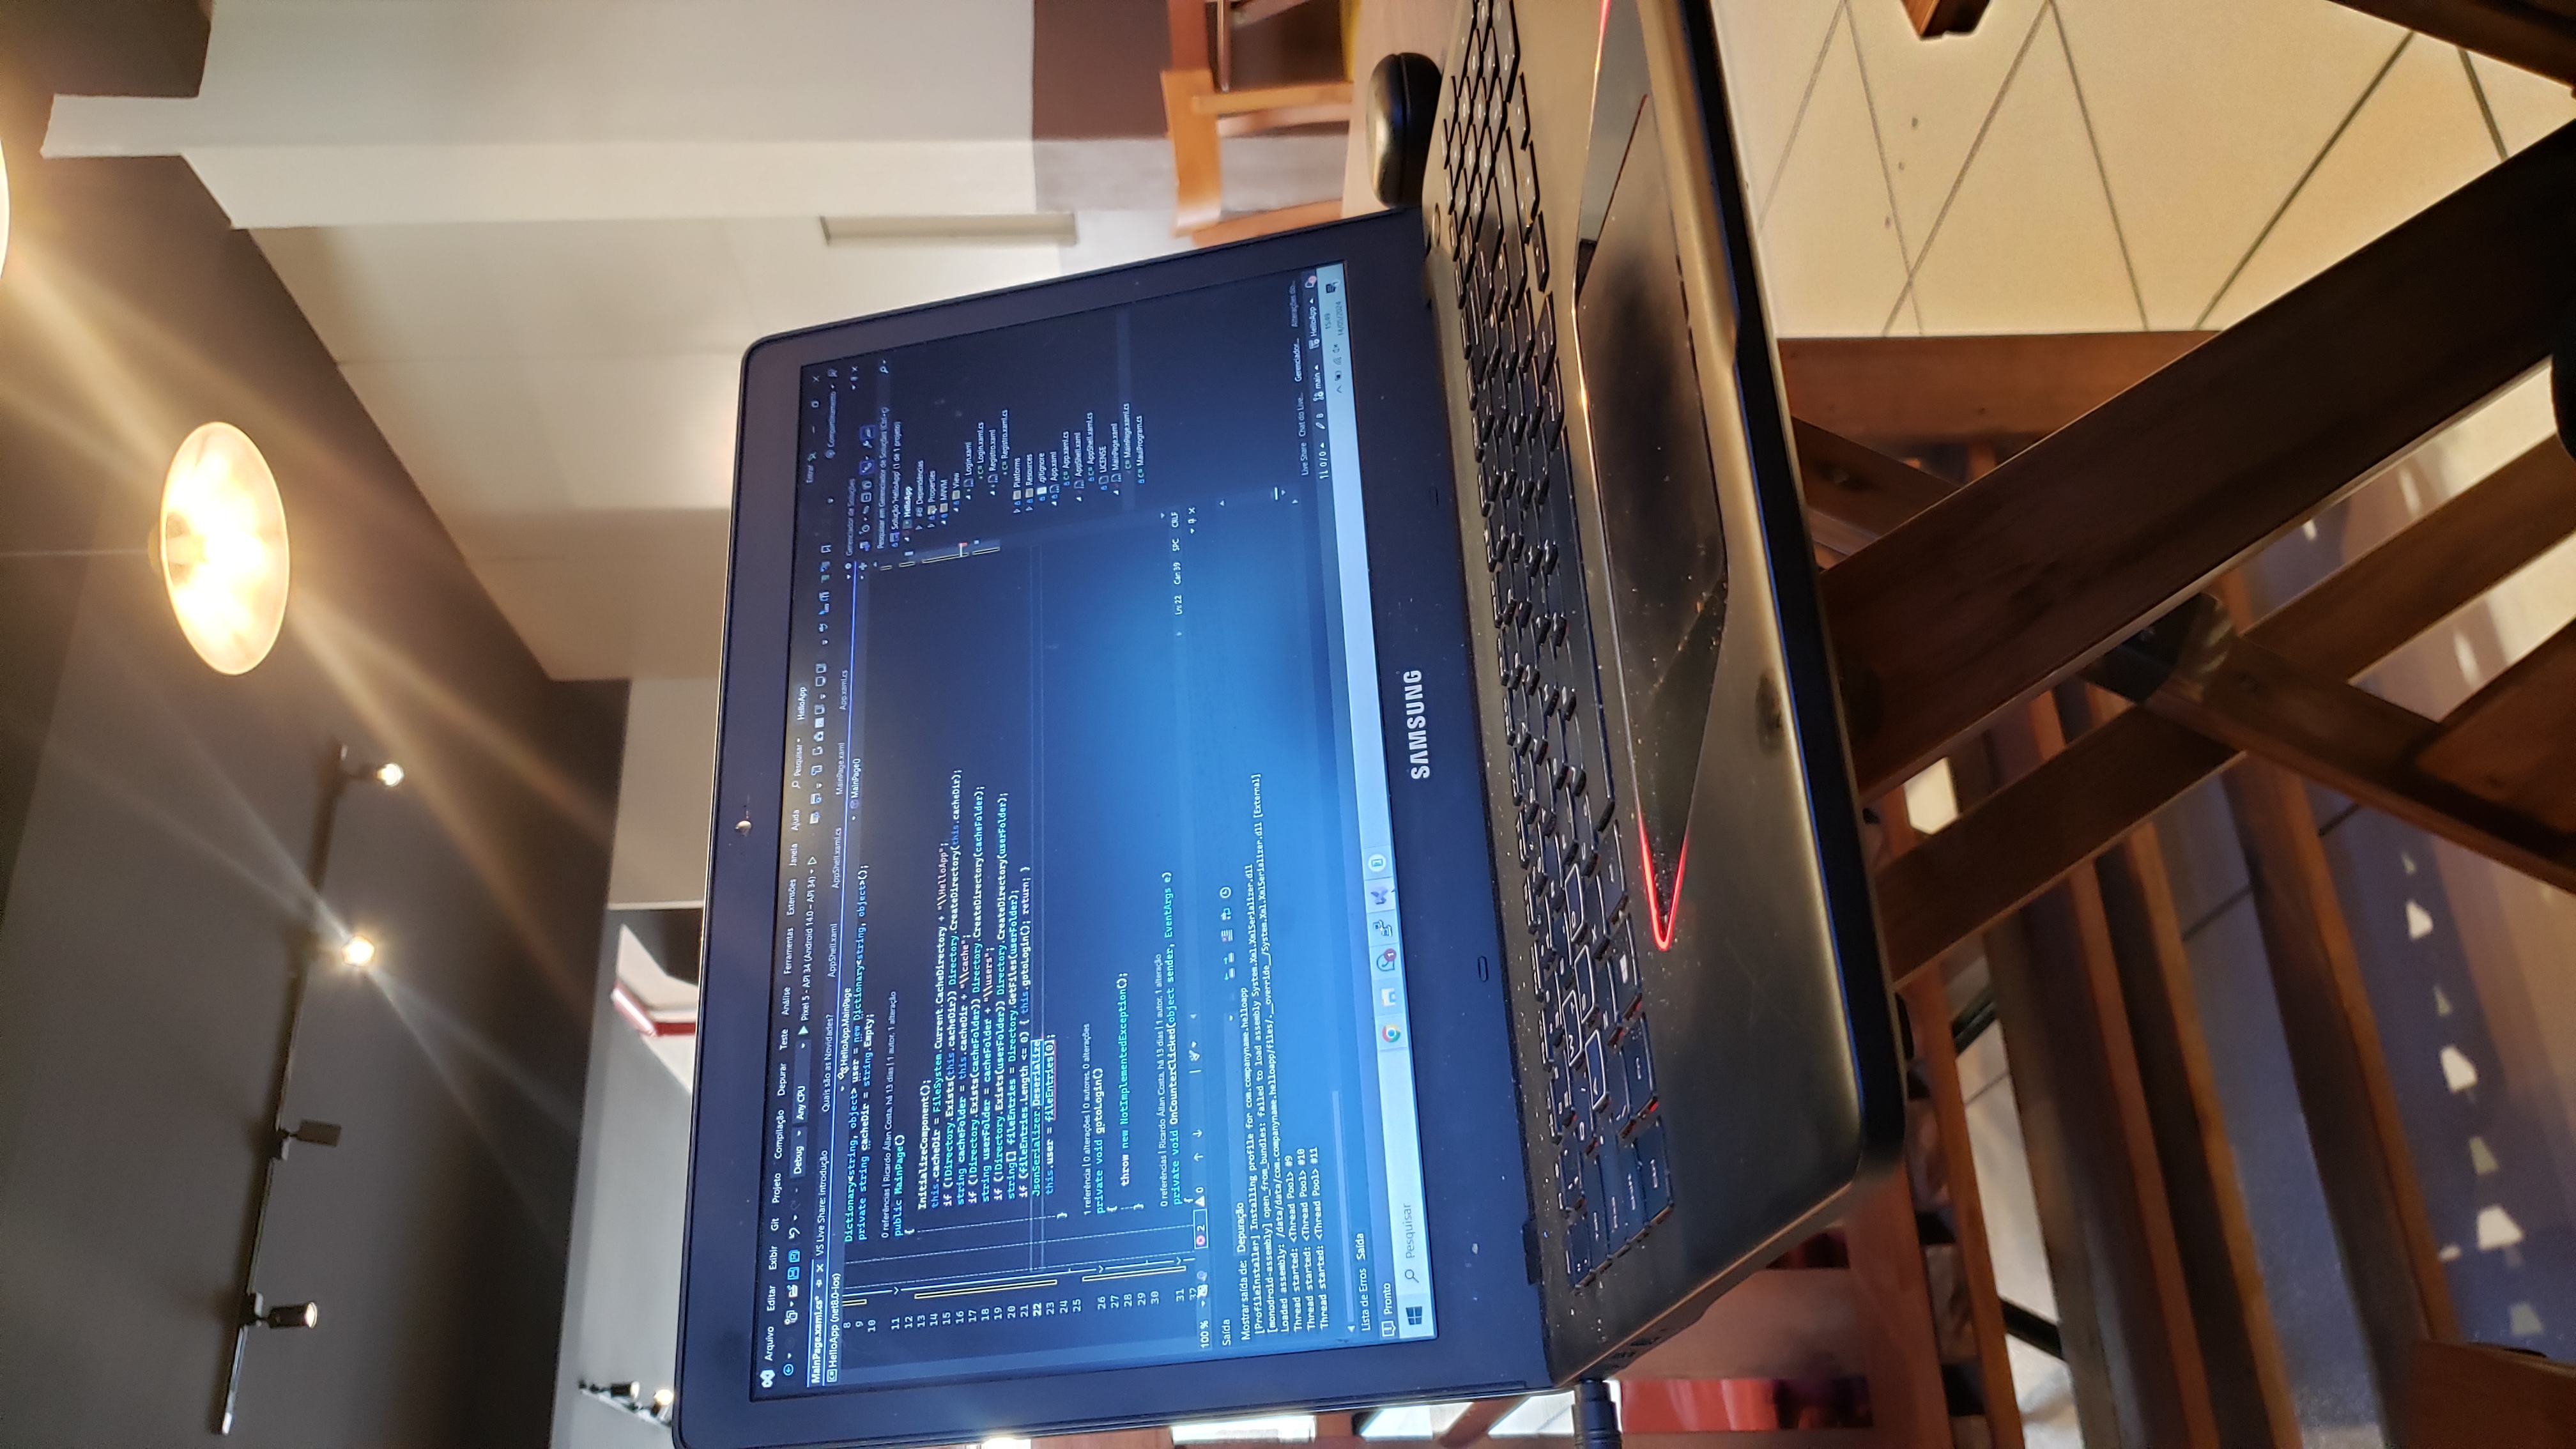 Arquivo Editar Exibir Git Projeto Compilação Depurar Teste Análise Ferramentas Extensões Janela Ajuda Pesquisar HelloApp
Entrar
Debug Any CPU Pixel 5 - API 34 (Android 14.0 – API 34)
Compartilhamento
MainPage.xaml.cs* VS Live Share: introdução Quais são as Novidades? AppShell.xaml AppShell.xaml.cs MainPage.xaml App.xaml.cs
HelloApp (net8.0-ios) HelloApp.MainPage MainPage()
8 Dictionary<string, object> user = new Dictionary<string, object>();
9 private string cacheDir = string.Empty;
10
0 referências | Ricardo Állan Costa, há 13 dias | 1 autor, 1 alteração
11 public MainPage()
12 {
13 InitializeComponent();
14 this.cacheDir = FileSystem.Current.CacheDirectory + "\\HelloApp";
15 if (!Directory.Exists(this.cacheDir)) Directory.CreateDirectory(this.cacheDir);
16 string cacheFolder = this.cacheDir + "\\cache";
17 if (!Directory.Exists(cacheFolder)) Directory.CreateDirectory(cacheFolder);
18 string userFolder = cacheFolder + "\\users";
19 if (!Directory.Exists(userFolder)) Directory.CreateDirectory(userFolder);
20 string[] fileEntries = Directory.GetFiles(userFolder);
21 if (fileEntries.Length <= 0) { this.gotoLogin(); return; }
22 JsonSerializer.Deserialize
23 this.user = fileEntries[0];
24 }
25
1 referência | 0 alterações | 0 autores, 0 alterações
26 private void gotoLogin()
27 {
28 throw new NotImplementedException();
29 }
30
0 referências | Ricardo Állan Costa, há 13 dias | 1 autor, 1 alteração
31 private void OnCounterClicked(object sender, EventArgs e)
32 {
100 % 2 0 Ln: 22 Car: 39 SPC CRLF
Gerenciador de Soluções
Pesquisar em Gerenciador de Soluções (Ctrl+ç)
Solução 'HelloApp' (1 de 1 projeto)
HelloApp
Dependências
Properties
MVVM
View
Login.xaml
Login.xaml.cs
Registro.xaml
Registro.xaml.cs
Platforms
Resources
.gitignore
App.xaml
App.xaml.cs
AppShell.xaml
AppShell.xaml.cs
LICENSE
MainPage.xaml
MainPage.xaml.cs
MauiProgram.cs
Saída
Mostrar saída de: Depuração
[ProfileInstaller] Installing profile for com.companyname.helloapp
[monodroid-assembly] open_from_bundles: failed to load assembly System.Xml.XmlSerializer.dll
Loaded assembly: /data/data/com.companyname.helloapp/files/.__override__/System.Xml.XmlSerializer.dll [External]
Thread started: <Thread Pool> #9
Thread started: <Thread Pool> #10
Thread started: <Thread Pool> #11
Live Share Chat do Live... Gerenciador... Alterações do...
Lista de Erros Saída
Pronto
0/0 8 main HelloApp
Pesquisar
15:49
14/05/2024
SAMSUNG
Ctrl